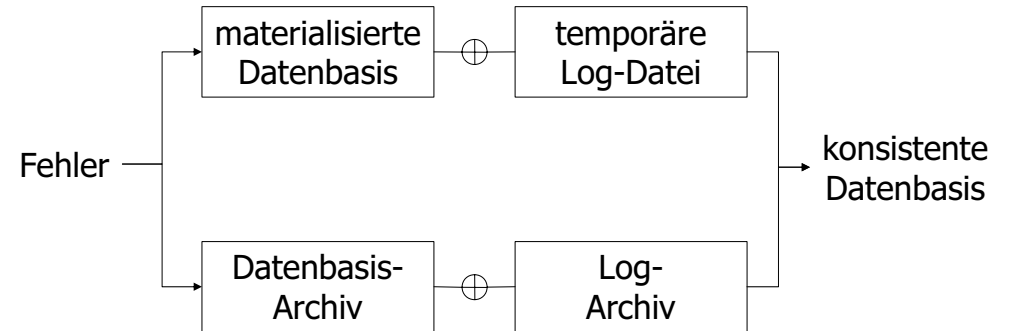 materialisierte
Datenbasis
temporäre
Log-Datei
Fehler
konsistente
Datenbasis
Datenbasis-
Archiv
Log-
Archiv